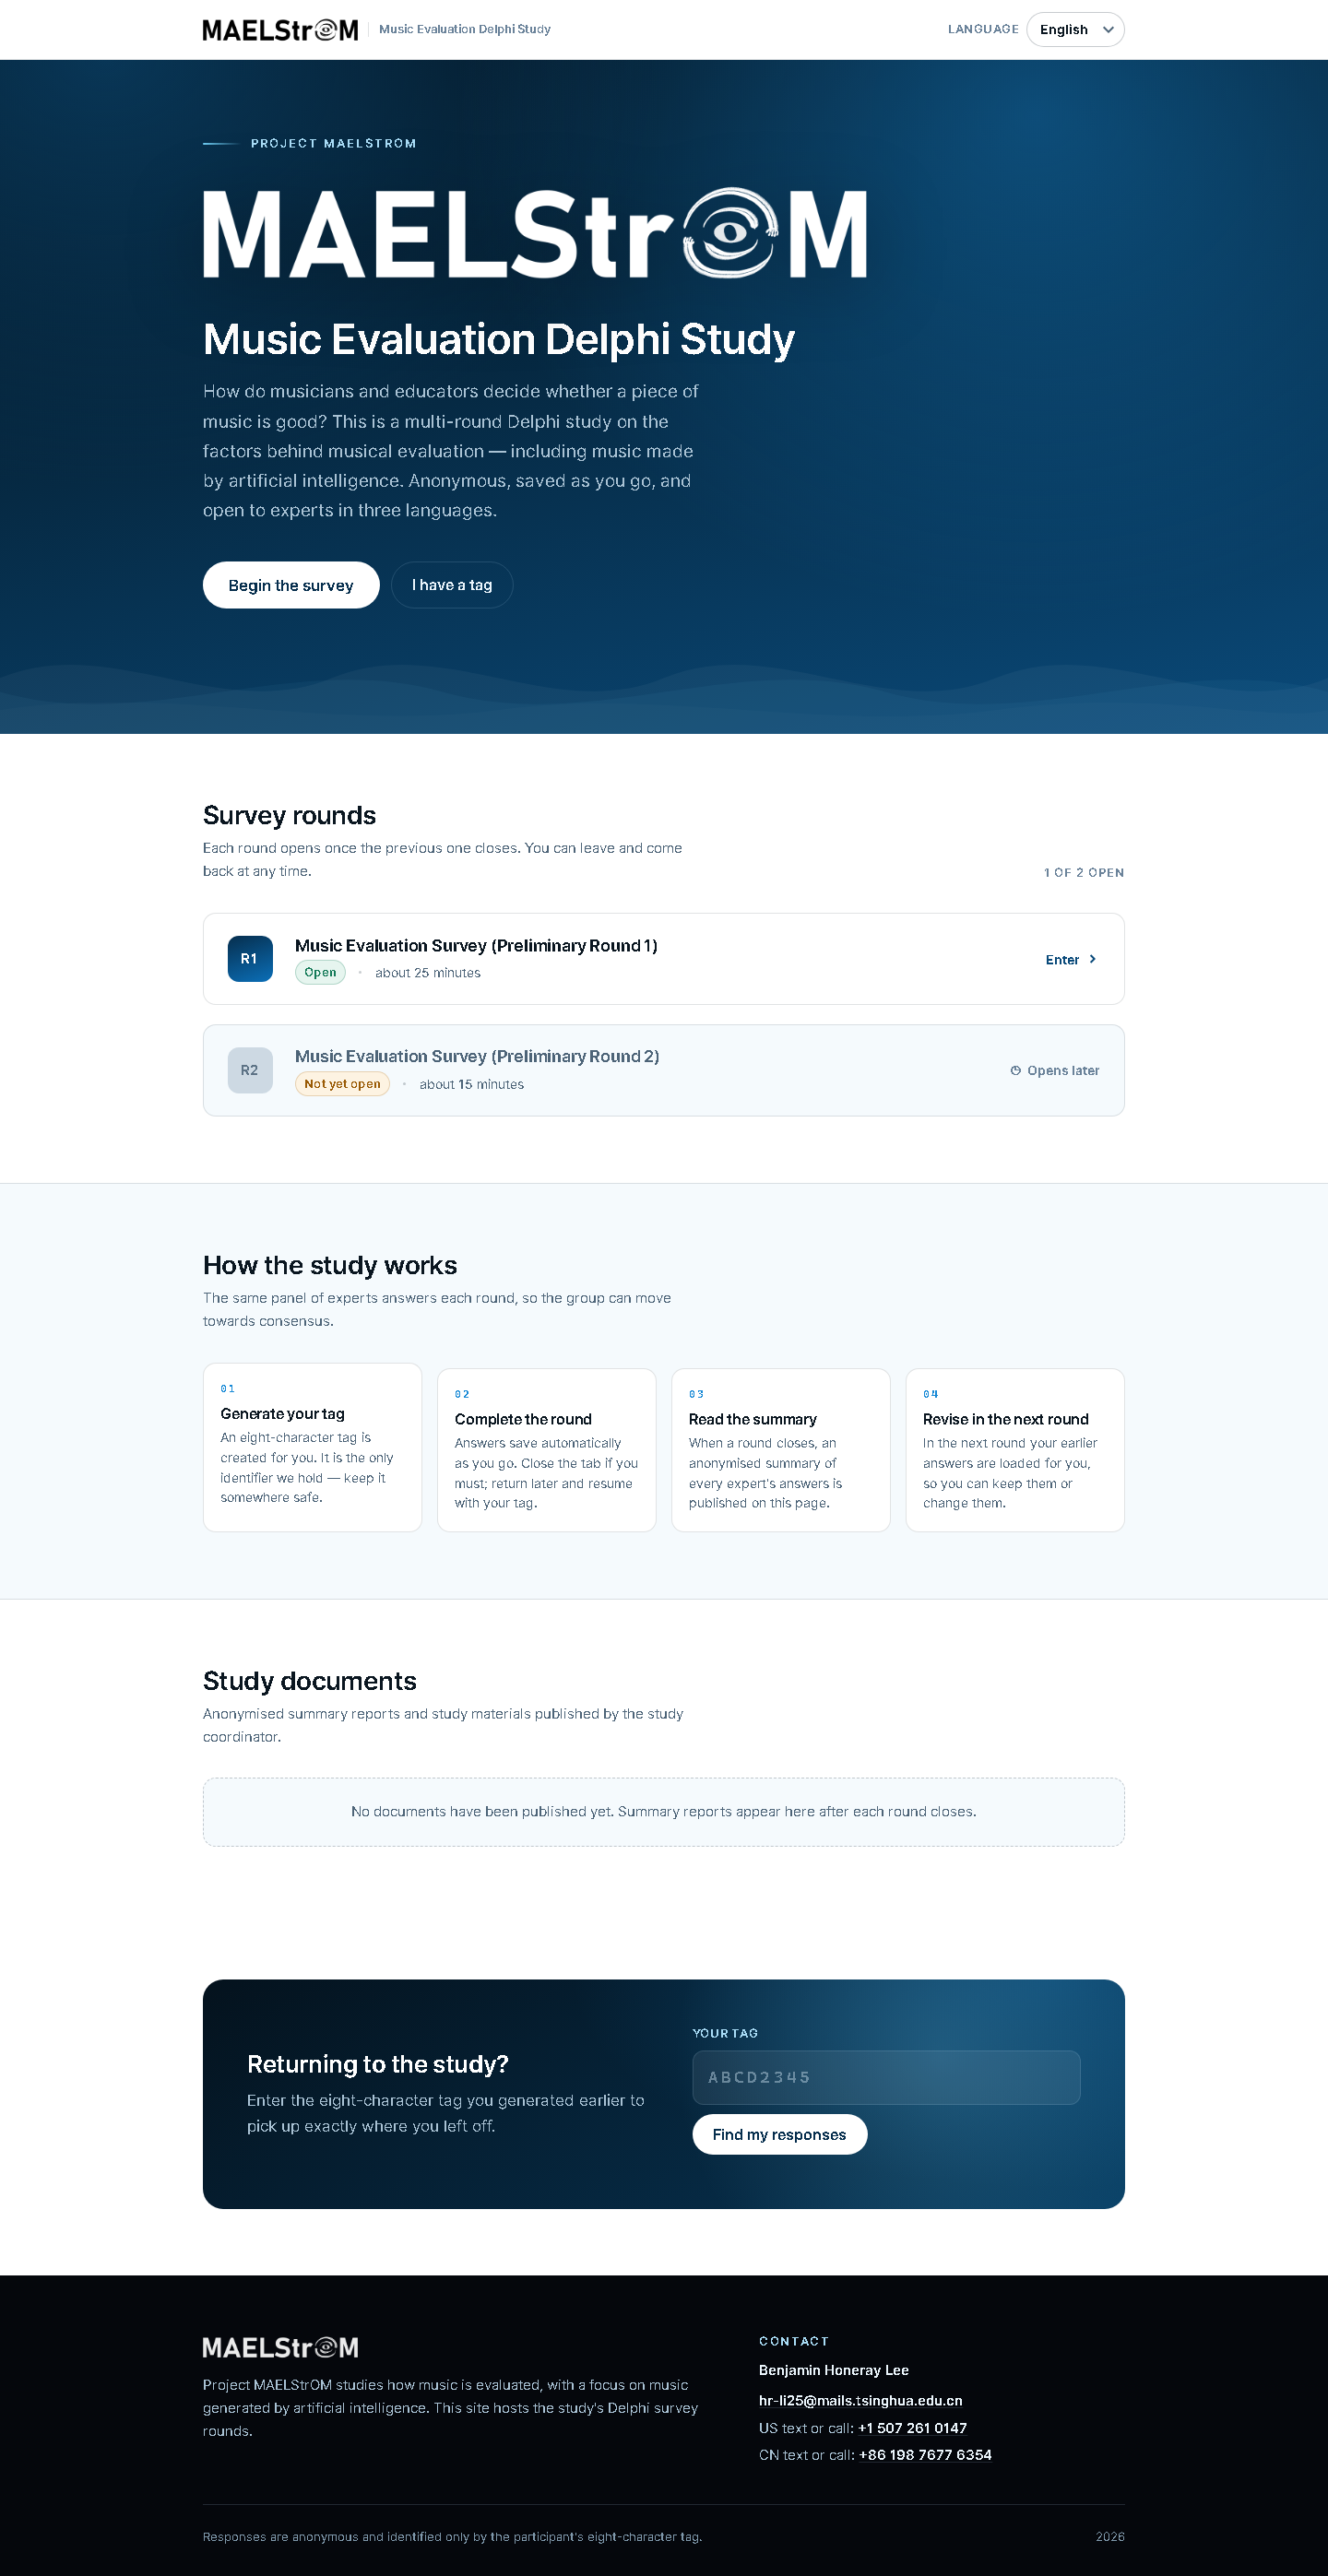 MAELStrOM
Music Evaluation Delphi Study
LANGUAGE
English
PROJECT MAELSTROM
MAELStrOM
Music Evaluation Delphi Study
How do musicians and educators decide whether a piece of
music is good? This is a multi-round Delphi study on the
factors behind musical evaluation — including music made
by artificial intelligence. Anonymous, saved as you go, and
open to experts in three languages.
Begin the survey
I have a tag
Survey rounds
Each round opens once the previous one closes. You can leave and come
back at any time.
1 OF 2 OPEN
R1
Music Evaluation Survey (Preliminary Round 1)
Open
about 25 minutes
Enter
R2
Music Evaluation Survey (Preliminary Round 2)
Not yet open
about 15 minutes
Opens later
How the study works
The same panel of experts answers each round, so the group can move
towards consensus.
01
Generate your tag
An eight-character tag is
created for you. It is the only
identifier we hold — keep it
somewhere safe.
02
Complete the round
Answers save automatically
as you go. Close the tab if you
must; return later and resume
with your tag.
03
Read the summary
When a round closes, an
anonymised summary of
every expert's answers is
published on this page.
04
Revise in the next round
In the next round your earlier
answers are loaded for you,
so you can keep them or
change them.
Study documents
Anonymised summary reports and study materials published by the study
coordinator.
No documents have been published yet. Summary reports appear here after each round closes.
Returning to the study?
Enter the eight-character tag you generated earlier to
pick up exactly where you left off.
YOUR TAG
ABCD2345
Find my responses
MAELStrOM
Project MAELStrOM studies how music is evaluated, with a focus on music
generated by artificial intelligence. This site hosts the study's Delphi survey
rounds.
CONTACT
Benjamin Honeray Lee
hr-li25@mails.tsinghua.edu.cn
US text or call: +1 507 261 0147
CN text or call: +86 198 7677 6354
Responses are anonymous and identified only by the participant's eight-character tag.
2026